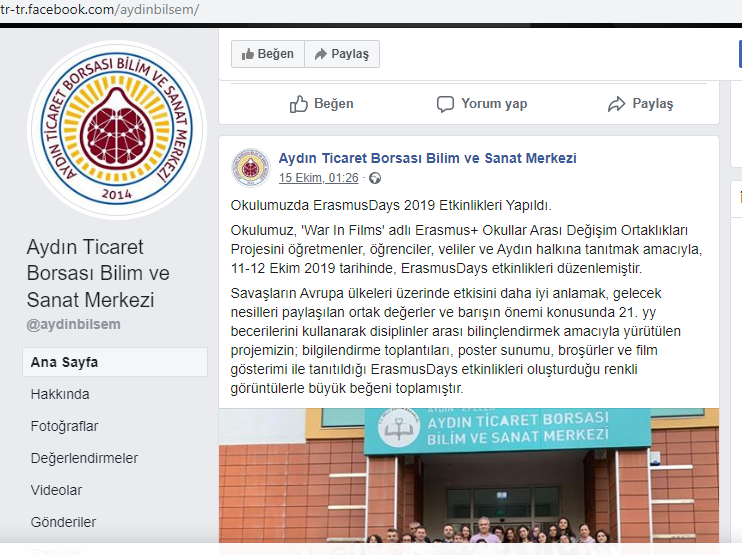 tr-tr.facebook.com/aydinbilsem/
Beğen
Paylaş
AYDIN TİCARET BORSASI BİLİM VE SANAT MERKEZİ
2014
Aydın Ticaret
Borsası Bilim ve
Sanat Merkezi
@aydinbilsem
Ana Sayfa
Hakkında
Fotoğraflar
Değerlendirmeler
Videolar
Gönderiler
Beğen
Yorum yap
Paylaş
Aydın Ticaret Borsası Bilim ve Sanat Merkezi
15 Ekim, 01:26 ·
Okulumuzda ErasmusDays 2019 Etkinlikleri Yapıldı.
Okulumuz, 'War In Films' adlı Erasmus+ Okullar Arası Değişim Ortaklıkları
Projesini öğretmenler, öğrenciler, veliler ve Aydın halkına tanıtmak amacıyla,
11-12 Ekim 2019 tarihinde, ErasmusDays etkinlikleri düzenlemiştir.
Savaşların Avrupa ülkeleri üzerinde etkisini daha iyi anlamak, gelecek
nesilleri paylaşılan ortak değerler ve barışın önemi konusunda 21. yy
becerilerini kullanarak disiplinler arası bilinçlendirmek amacıyla yürütülen
projemizin; bilgilendirme toplantıları, poster sunumu, broşürler ve film
gösterimi ile tanıtıldığı ErasmusDays etkinlikleri oluşturduğu renkli
görüntülerle büyük beğeni toplamıştır.
AYDIN TİCARET BORSASI
BİLİM VE SANAT MERKEZİ